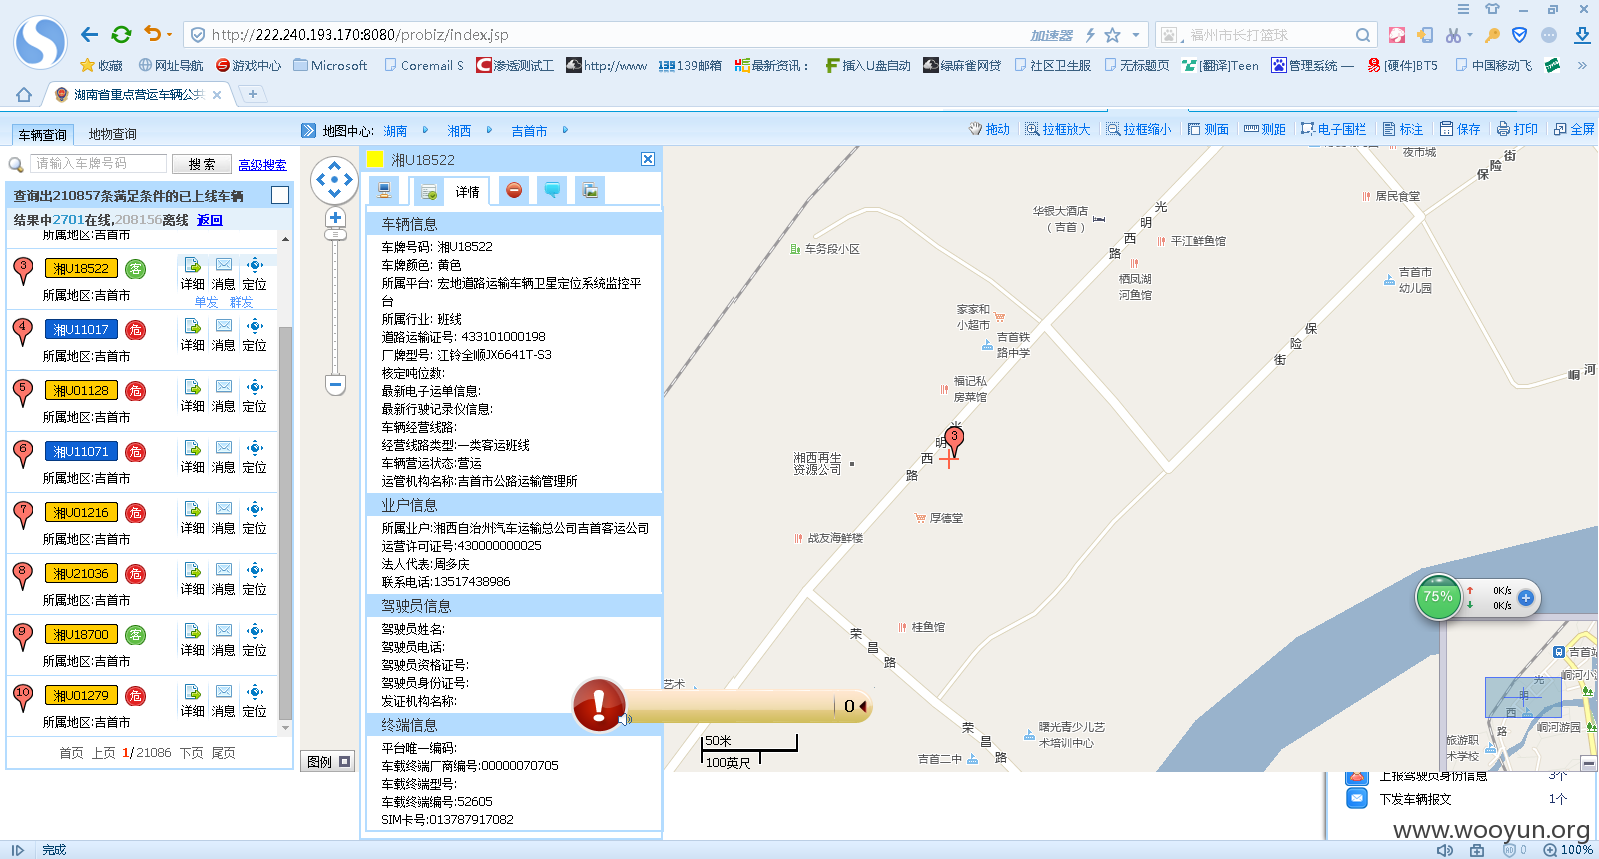 http://222.240.193.170:8080/probiz/index.jsp
加速器
福州市长打篮球
收藏
网址导航
游戏中心
Microsoft
Coremail S
渗透测试工
http://www
139邮箱
最新资讯：
插入U盘自动
绿麻雀网贷
社区卫生服
无标题页
[翻译]Teen
管理系统 —
[硬件]BT5
中国移动飞
湖南省重点营运车辆公共
车辆查询
地物查询
地图中心:
湖南
湘西
吉首市
拖动
拉框放大
拉框缩小
测面
测距
电子围栏
标注
保存
打印
全屏
请输入车牌号码
搜 索
高级搜索
查询出210857条满足条件的已上线车辆
结果中2701在线,208156离线 返回
所属地区:吉首市
3 湘U18522 客
详细 消息 定位
所属地区:吉首市
单发 群发
4 湘U11017 危
详细 消息 定位
所属地区:吉首市
5 湘U01128 危
详细 消息 定位
所属地区:吉首市
6 湘U11071 危
详细 消息 定位
所属地区:吉首市
7 湘U01216 危
详细 消息 定位
所属地区:吉首市
8 湘U21036 危
详细 消息 定位
所属地区:吉首市
9 湘U18700 客
详细 消息 定位
所属地区:吉首市
10 湘U01279 危
详细 消息 定位
所属地区:吉首市
首页 上页 1/21086 下页 尾页
图例
湘U18522
详情
车辆信息
车牌号码: 湘U18522
车牌颜色: 黄色
所属平台: 宏地道路运输车辆卫星定位系统监控平
台
所属行业: 班线
道路运输证号: 433101000198
厂牌型号: 江铃全顺JX6641T-S3
核定吨位数:
最新电子运单信息:
最新行驶记录仪信息:
车辆经营线路:
经营线路类型:一类客运班线
车辆营运状态:营运
运管机构名称:吉首市公路运输管理所
业户信息
所属业户:湘西自治州汽车运输总公司吉首客运公司
运营许可证号:430000000025
法人代表:周多庆
联系电话:13517438986
驾驶员信息
驾驶员姓名:
驾驶员电话:
驾驶员资格证号:
驾驶员身份证号:
发证机构名称:
终端信息
平台唯一编码:
车载终端厂商编号:00000070705
车载终端型号:
车载终端编号:52605
SIM卡号:013787917082
夜市城
保险街
居民食堂
华银大酒店
（吉首）
光明西路
平江鲜鱼馆
车务段小区
栖凤湖
河鱼馆
吉首市
幼儿园
家家和
小超市
吉首铁
路中学
保险街
峒河
福记私
房菜馆
3
光明西路
湘西再生
资源公司
厚德堂
战友海鲜楼
桂鱼馆
荣昌路
艺术
0
荣昌路
曙光青少儿艺
术培训中心
吉首二中
50米
100英尺
75%
0K/s
0K/s
吉首站
峒河小
光明西路
峒河游园
旅游职
术学校
上报驾驶员身份信息 3个
下发车辆报文 1个
www.wooyun.org
完成
0
100%